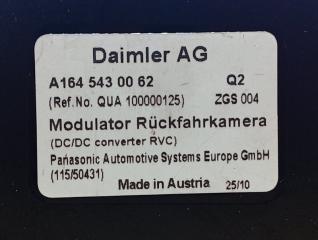 Daimler AG
A164 543 00 62 Q2
(Ref.No. QUA 100000125) ZGS 004
Modulator Rückfahrkamera
(DC/DC converter RVC)
Panasonic Automotive Systems Europe GmbH
(115/50431)
Made in Austria 25/10